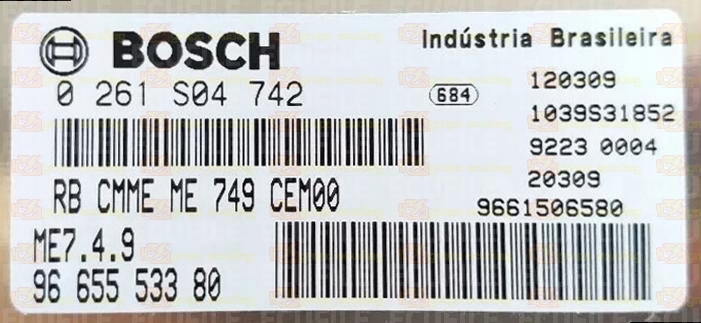 BOSCH
Indústria Brasileira
0 261 S04 742
684
120309
1039S31852
9223 0004
20309
9661506580
RB CMME ME 749 CEM00
ME7.4.9
96 655 533 80